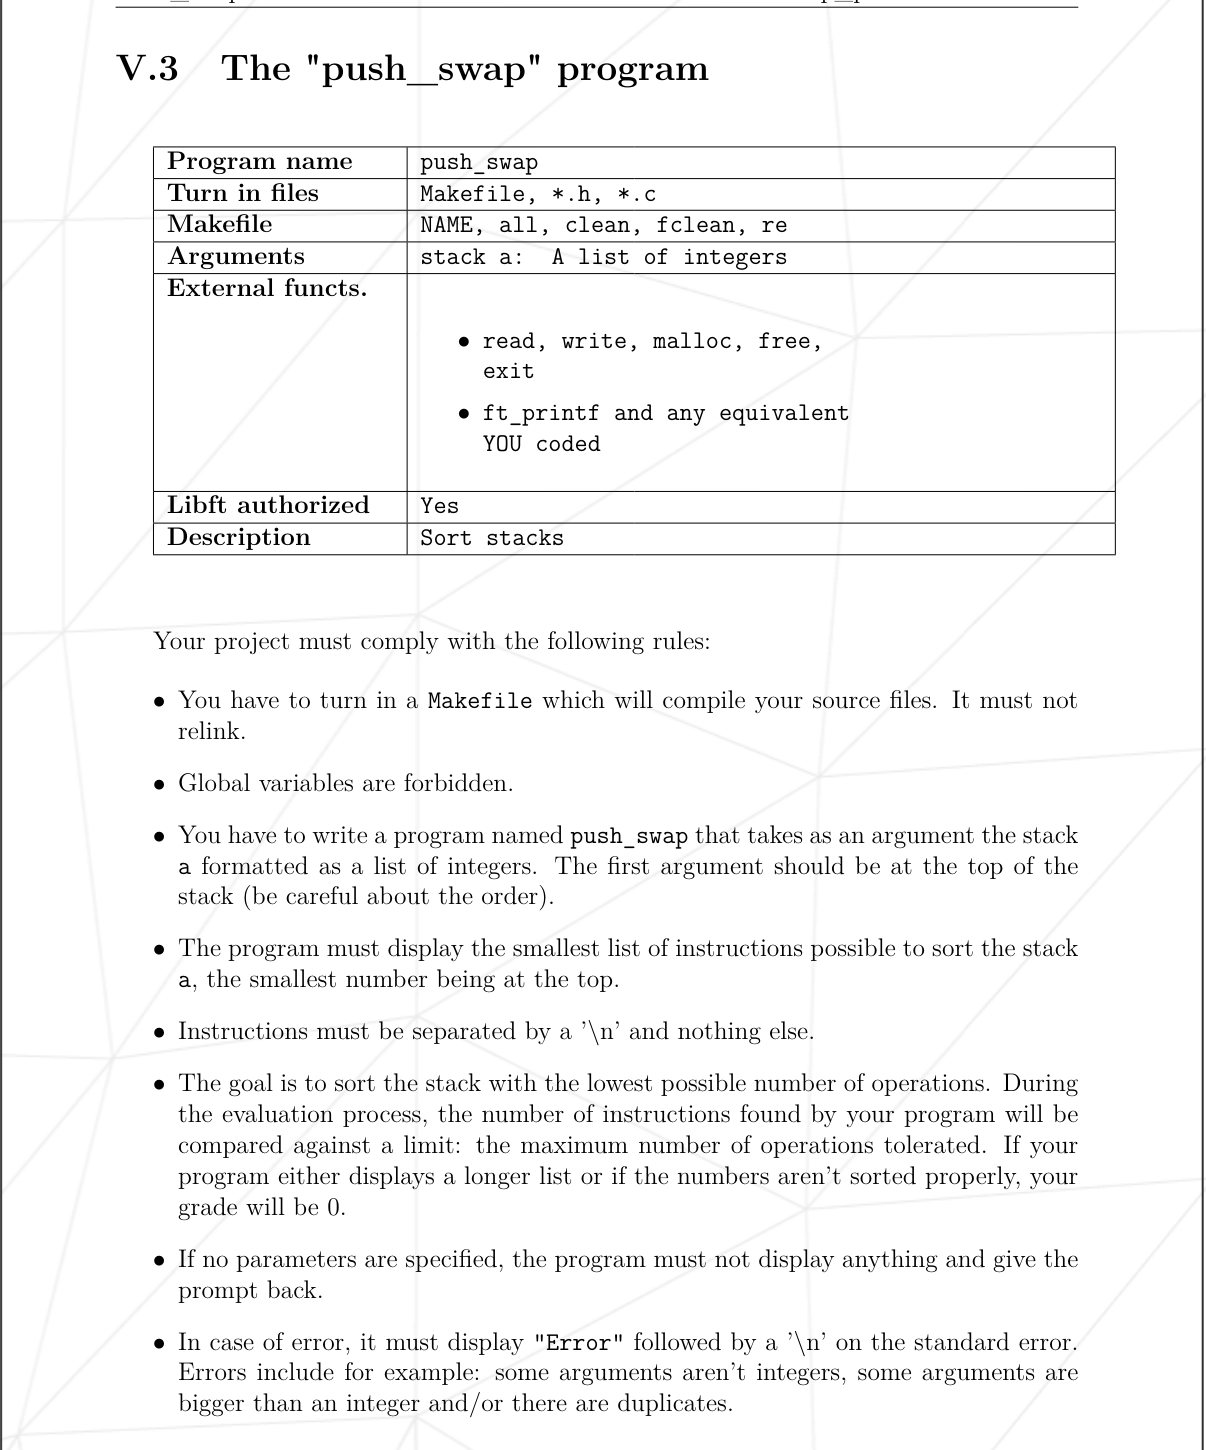 V.3 The "push_swap" program
Program name push_swap
Turn in files Makefile, *.h, *.c
Makefile NAME, all, clean, fclean, re
Arguments stack a: A list of integers
External functs.
• read, write, malloc, free,
exit
• ft_printf and any equivalent
YOU coded
Libft authorized Yes
Description Sort stacks
Your project must comply with the following rules:
• You have to turn in a Makefile which will compile your source files. It must not
relink.
• Global variables are forbidden.
• You have to write a program named push_swap that takes as an argument the stack
a formatted as a list of integers. The first argument should be at the top of the
stack (be careful about the order).
• The program must display the smallest list of instructions possible to sort the stack
a, the smallest number being at the top.
• Instructions must be separated by a '\n' and nothing else.
• The goal is to sort the stack with the lowest possible number of operations. During
the evaluation process, the number of instructions found by your program will be
compared against a limit: the maximum number of operations tolerated. If your
program either displays a longer list or if the numbers aren't sorted properly, your
grade will be 0.
• If no parameters are specified, the program must not display anything and give the
prompt back.
• In case of error, it must display "Error" followed by a '\n' on the standard error.
Errors include for example: some arguments aren't integers, some arguments are
bigger than an integer and/or there are duplicates.